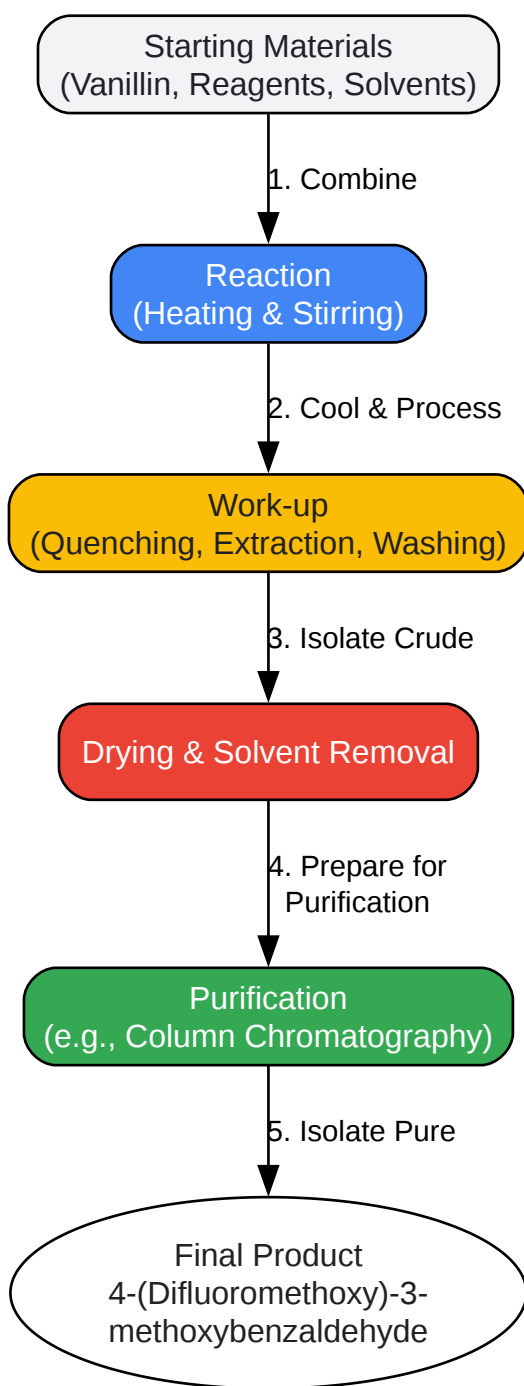 Starting Materials
(Vanillin, Reagents, Solvents)
1. Combine
Reaction
(Heating & Stirring)
2. Cool & Process
Work-up
(Quenching, Extraction, Washing)
3. Isolate Crude
Drying & Solvent Removal
4. Prepare for
Purification
Purification
(e.g., Column Chromatography)
5. Isolate Pure
Final Product
4-(Difluoromethoxy)-3-
methoxybenzaldehyde